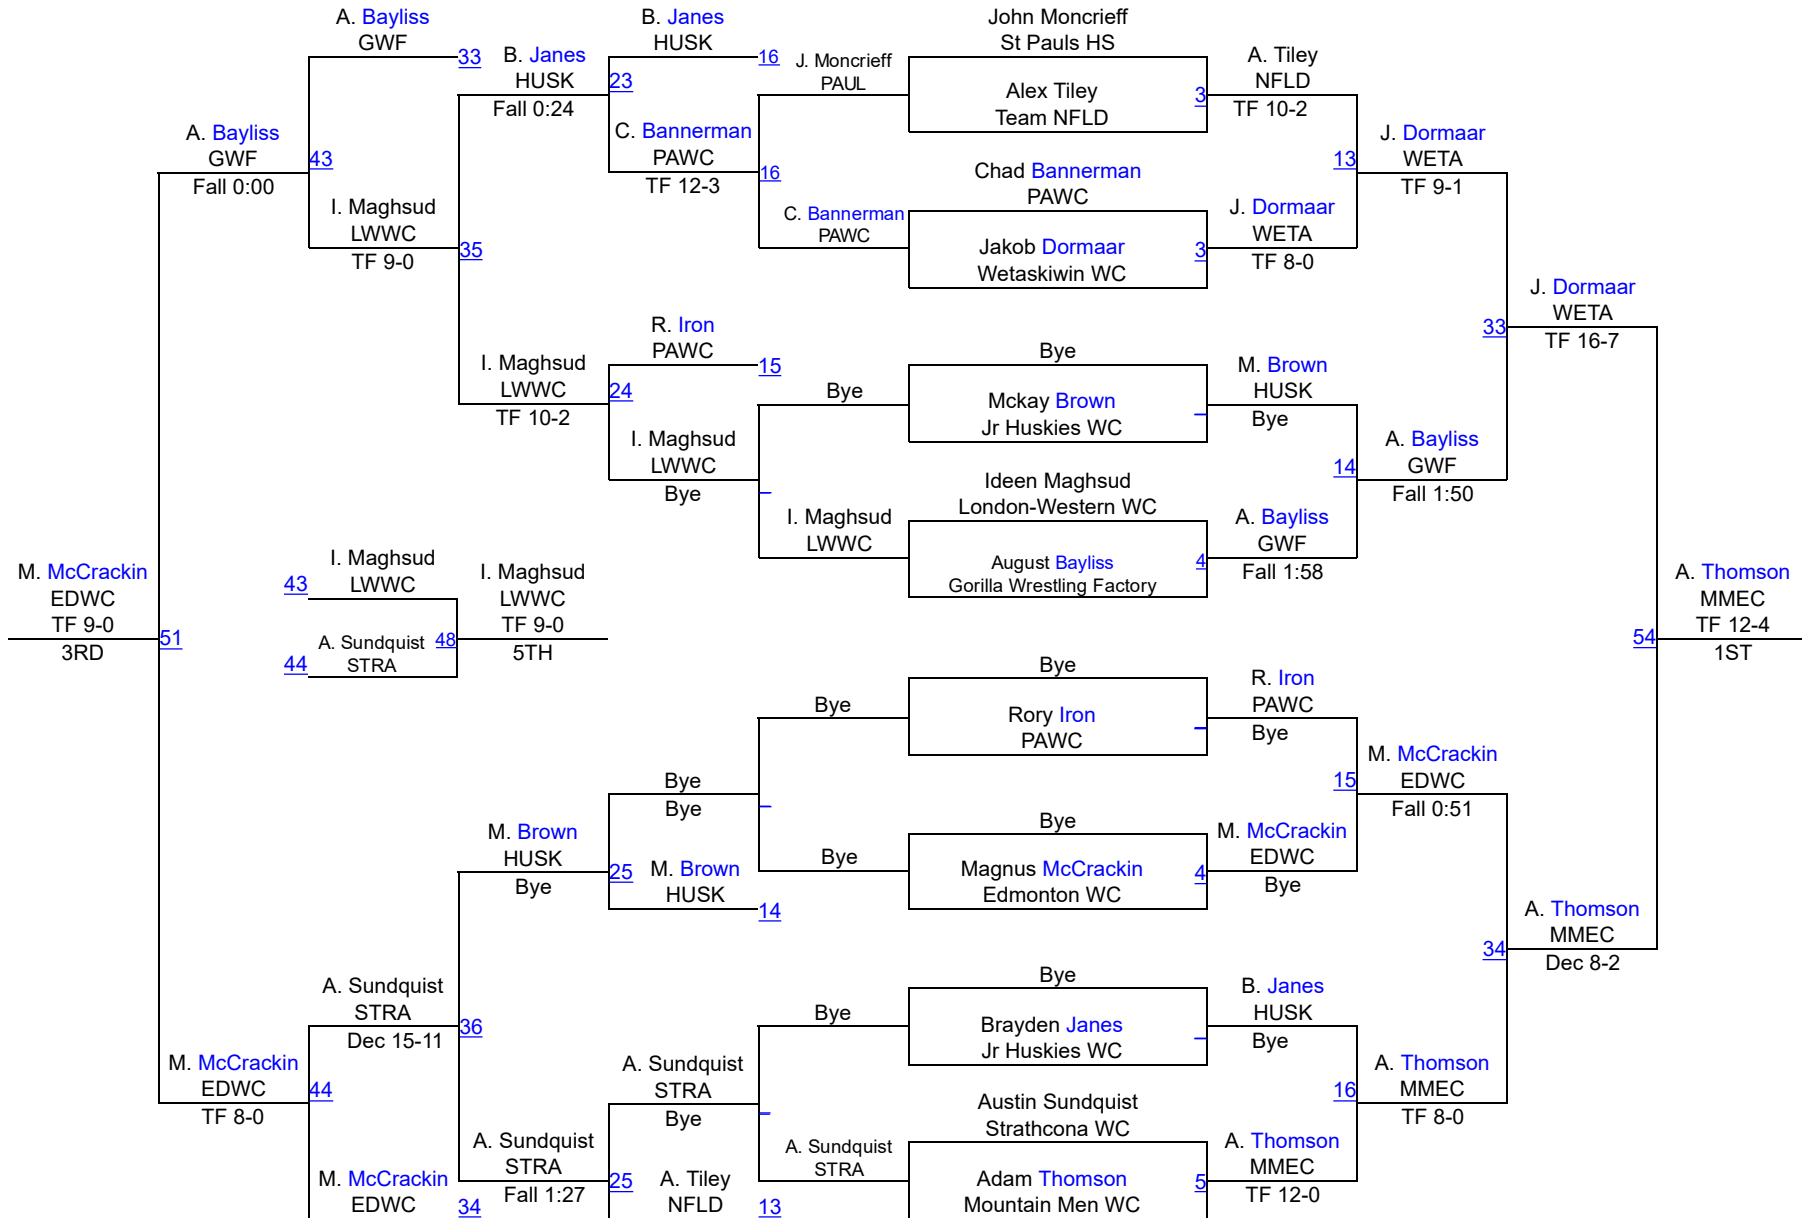 A. Bayliss
GWF
33
B. Janes
HUSK
Fall 0:24
23
B. Janes
HUSK
16
J. Moncrieff
PAUL
John Moncrieff
St Pauls HS
Alex Tiley
Team NFLD
3
A. Tiley
NFLD
TF 10-2
A. Bayliss
GWF
Fall 0:00
43
C. Bannerman
PAWC
TF 12-3
16
Chad Bannerman
PAWC
13
J. Dormaar
WETA
TF 9-1
I. Maghsud
LWWC
TF 9-0
35
C. Bannerman
PAWC
Jakob Dormaar
Wetaskiwin WC
3
J. Dormaar
WETA
TF 8-0
J. Dormaar
WETA
TF 16-7
33
R. Iron
PAWC
15
Bye
I. Maghsud
LWWC
TF 10-2
24
Bye
Mckay Brown
Jr Huskies WC
M. Brown
HUSK
Bye
I. Maghsud
LWWC
Bye
Ideen Maghsud
London-Western WC
14
A. Bayliss
GWF
Fall 1:50
I. Maghsud
LWWC
August Bayliss
Gorilla Wrestling Factory
4
A. Bayliss
GWF
Fall 1:58
M. McCrackin
EDWC
TF 9-0
3RD
51
43
I. Maghsud
LWWC
A. Sundquist
STRA
44
48
I. Maghsud
LWWC
TF 9-0
5TH
54
A. Thomson
MMEC
TF 12-4
1ST
Bye
Bye
Rory Iron
PAWC
R. Iron
PAWC
Bye
Bye
Bye
15
M. McCrackin
EDWC
Fall 0:51
M. Brown
HUSK
Bye
25
M. Brown
HUSK
14
Bye
Bye
Magnus McCrackin
Edmonton WC
4
M. McCrackin
EDWC
Bye
34
A. Thomson
MMEC
Dec 8-2
A. Sundquist
STRA
Dec 15-11
36
Bye
Bye
Brayden Janes
Jr Huskies WC
B. Janes
HUSK
Bye
M. McCrackin
EDWC
TF 8-0
44
A. Sundquist
STRA
Bye
Austin Sundquist
Strathcona WC
16
A. Thomson
MMEC
TF 8-0
M. McCrackin
EDWC
34
A. Sundquist
STRA
Fall 1:27
25
A. Tiley
NFLD
13
A. Sundquist
STRA
Adam Thomson
Mountain Men WC
5
A. Thomson
MMEC
TF 12-0